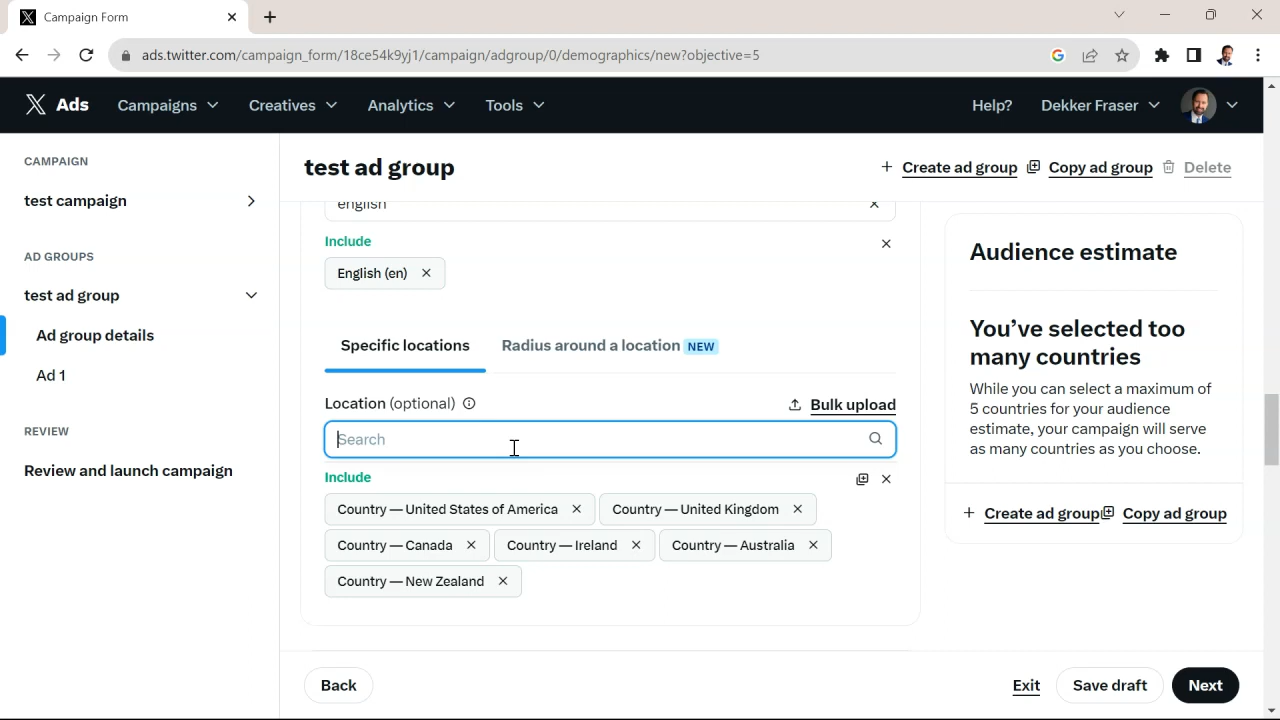 Campaign Form
ads.twitter.com/campaign_form/18ce54k9yj1/campaign/adgroup/0/demographics/new?objective=5
X Ads Campaigns Creatives Analytics Tools Help? Dekker Fraser
CAMPAIGN
test campaign
AD GROUPS
test ad group
Ad group details
Ad 1
REVIEW
Review and launch campaign
test ad group
+ Create ad group Copy ad group Delete
english
Include
English (en)
Specific locations Radius around a location NEW
Location (optional) Bulk upload
Search
Include
Country — United States of America Country — United Kingdom
Country — Canada Country — Ireland Country — Australia
Country — New Zealand
Audience estimate
You’ve selected too
many countries
While you can select a maximum of
5 countries for your audience
estimate, your campaign will serve
as many countries as you choose.
+ Create ad group Copy ad group
Back Exit Save draft Next